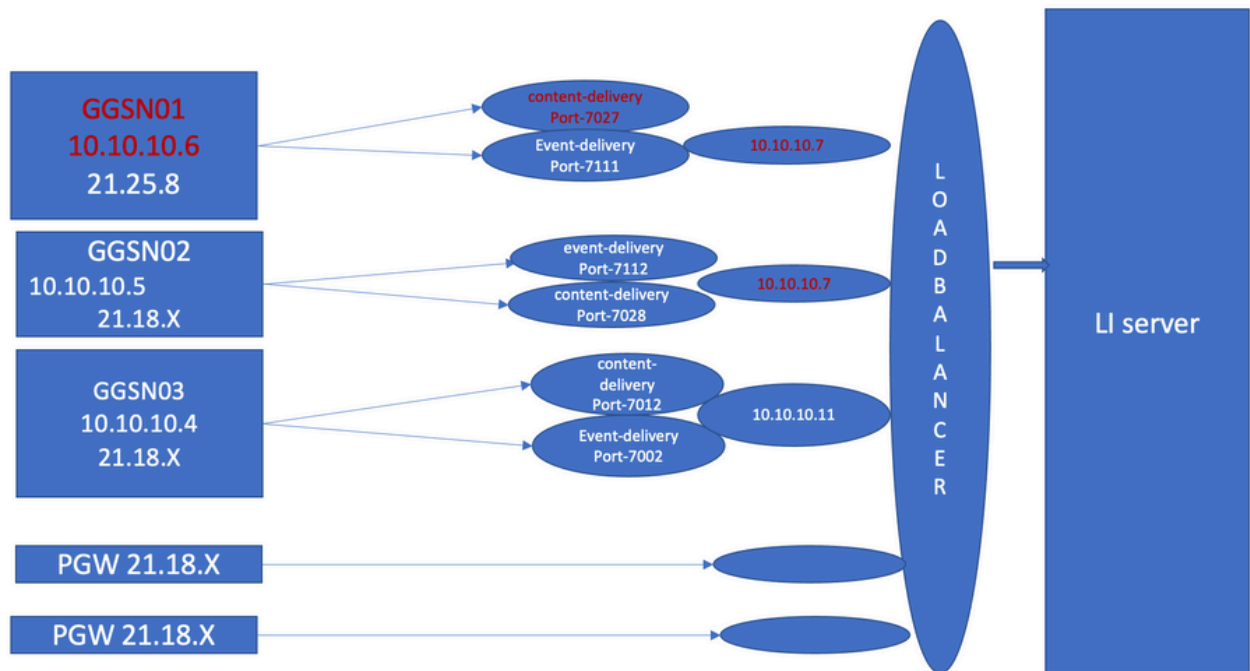 GGSN01
10.10.10.6
21.25.8
content-delivery
Port-7027
Event-delivery
Port-7111
10.10.10.7
GGSN02
10.10.10.5
21.18.X
event-delivery
Port-7112
content-delivery
Port-7028
10.10.10.7
GGSN03
10.10.10.4
21.18.X
content-
delivery
Port-7012
Event-delivery
Port-7002
10.10.10.11
PGW 21.18.X
PGW 21.18.X
L
O
A
D
B
A
L
A
N
C
E
R
LI server